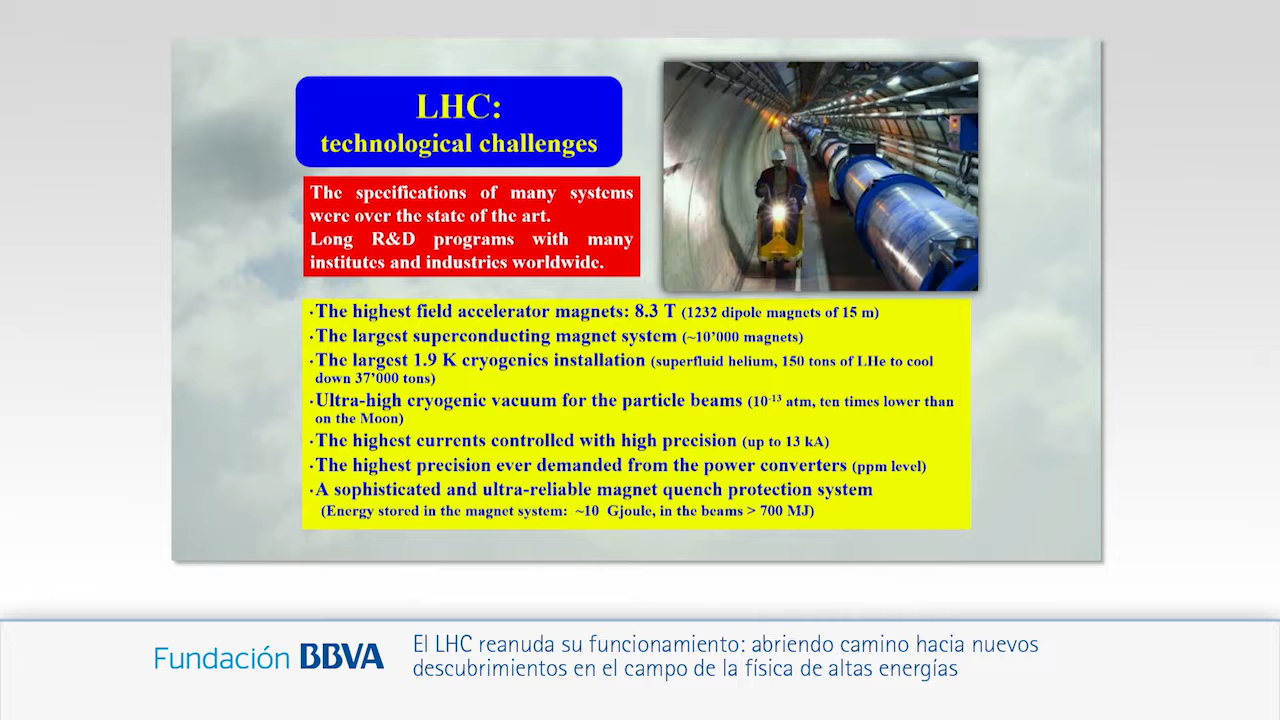 LHC:
technological challenges
The specifications of many systems
were over the state of the art.
Long R&D programs with many
institutes and industries worldwide.
·The highest field accelerator magnets: 8.3 T (1232 dipole magnets of 15 m)
·The largest superconducting magnet system (~10’000 magnets)
·The largest 1.9 K cryogenics installation (superfluid helium, 150 tons of LHe to cool
down 37’000 tons)
·Ultra-high cryogenic vacuum for the particle beams (10⁻¹³ atm, ten times lower than
on the Moon)
·The highest currents controlled with high precision (up to 13 kA)
·The highest precision ever demanded from the power converters (ppm level)
·A sophisticated and ultra-reliable magnet quench protection system
(Energy stored in the magnet system: ~10 Gjoule, in the beams > 700 MJ)
Fundación BBVA
El LHC reanuda su funcionamiento: abriendo camino hacia nuevos
descubrimientos en el campo de la física de altas energías